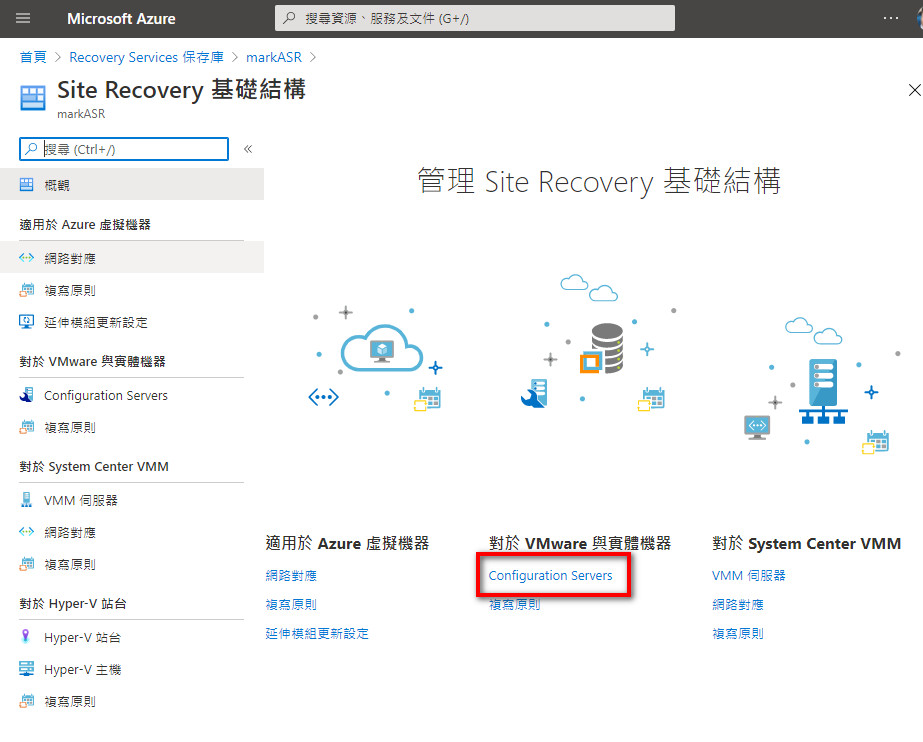 Microsoft Azure
搜尋資源、服務及文件 (G+/)
首頁 > Recovery Services 保存庫 > markASR >
Site Recovery 基礎結構
markASR
搜尋 (Ctrl+/)
概觀
適用於 Azure 虛擬機器
網路對應
複寫原則
延伸模組更新設定
對於 VMware 與實體機器
Configuration Servers
複寫原則
對於 System Center VMM
VMM 伺服器
網路對應
複寫原則
對於 Hyper-V 站台
Hyper-V 站台
Hyper-V 主機
複寫原則
管理 Site Recovery 基礎結構
適用於 Azure 虛擬機器
網路對應
複寫原則
延伸模組更新設定
對於 VMware 與實體機器
Configuration Servers
複寫原則
對於 System Center VMM
VMM 伺服器
網路對應
複寫原則